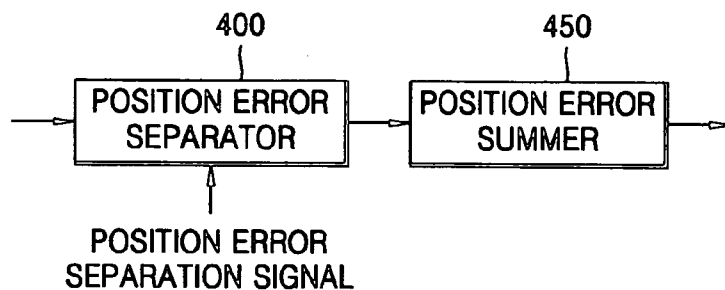 400
450
POSITION ERROR
SEPARATOR
POSITION ERROR
SUMMER
POSITION ERROR
SEPARATION SIGNAL